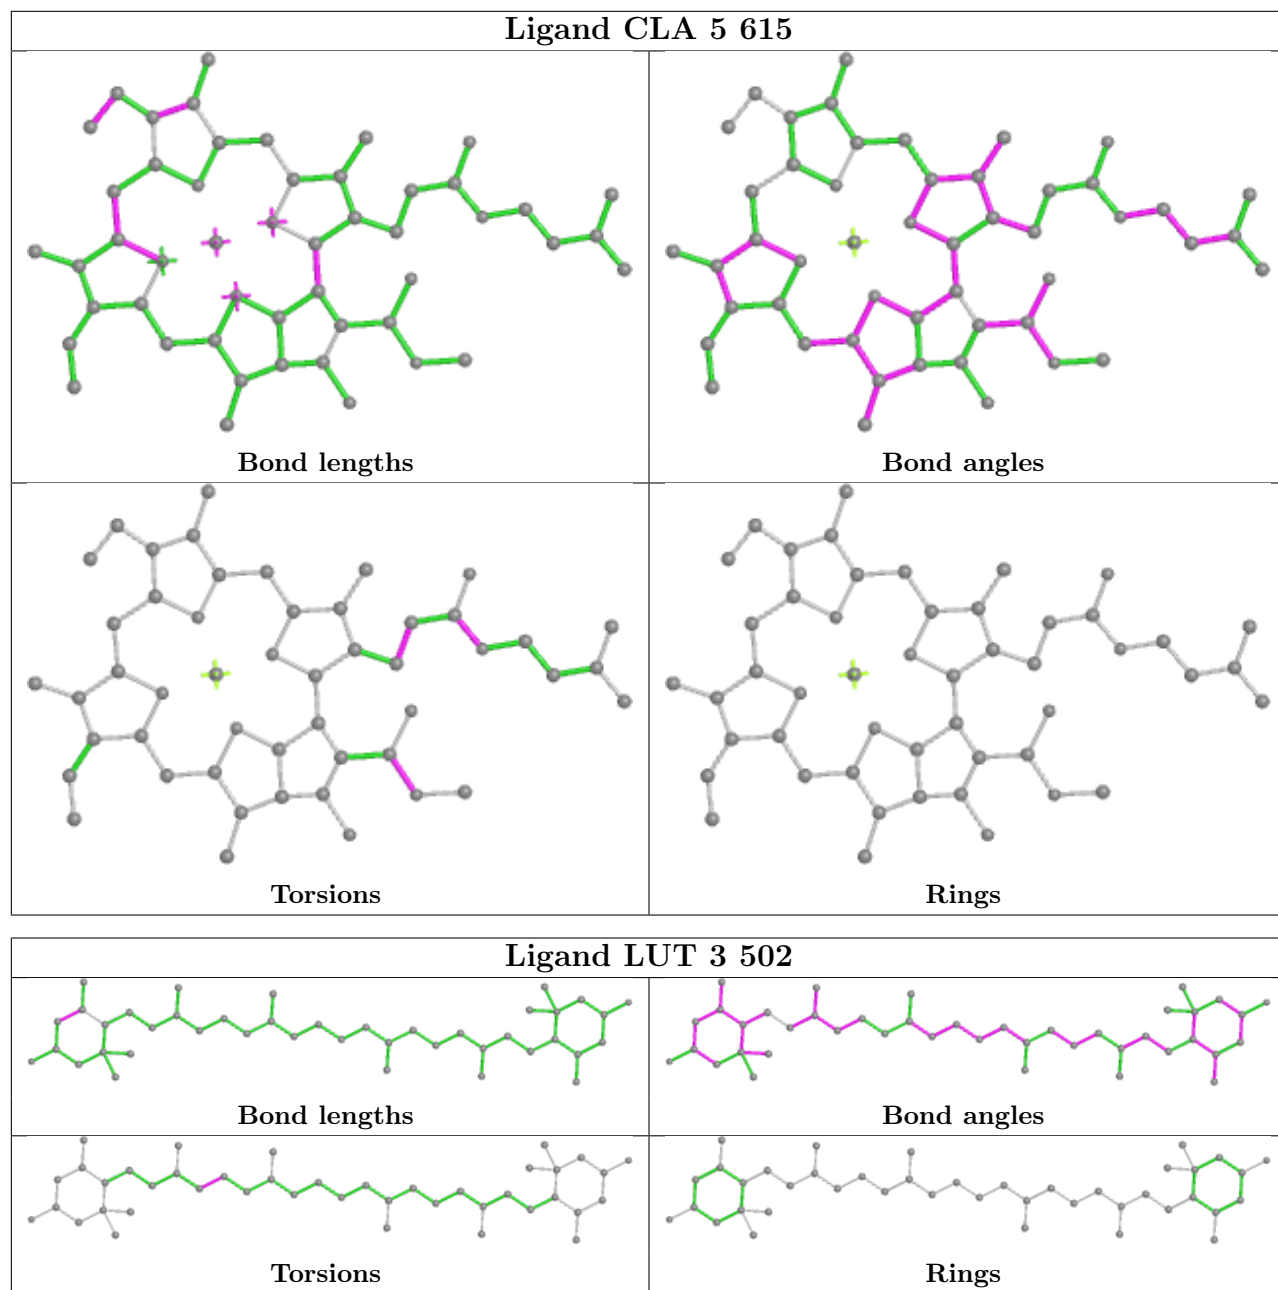 Ligand CLA 5 615
Bond lengths
Bond angles
Torsions
Rings
Ligand LUT 3 502
Bond lengths
Bond angles
Torsions
Rings